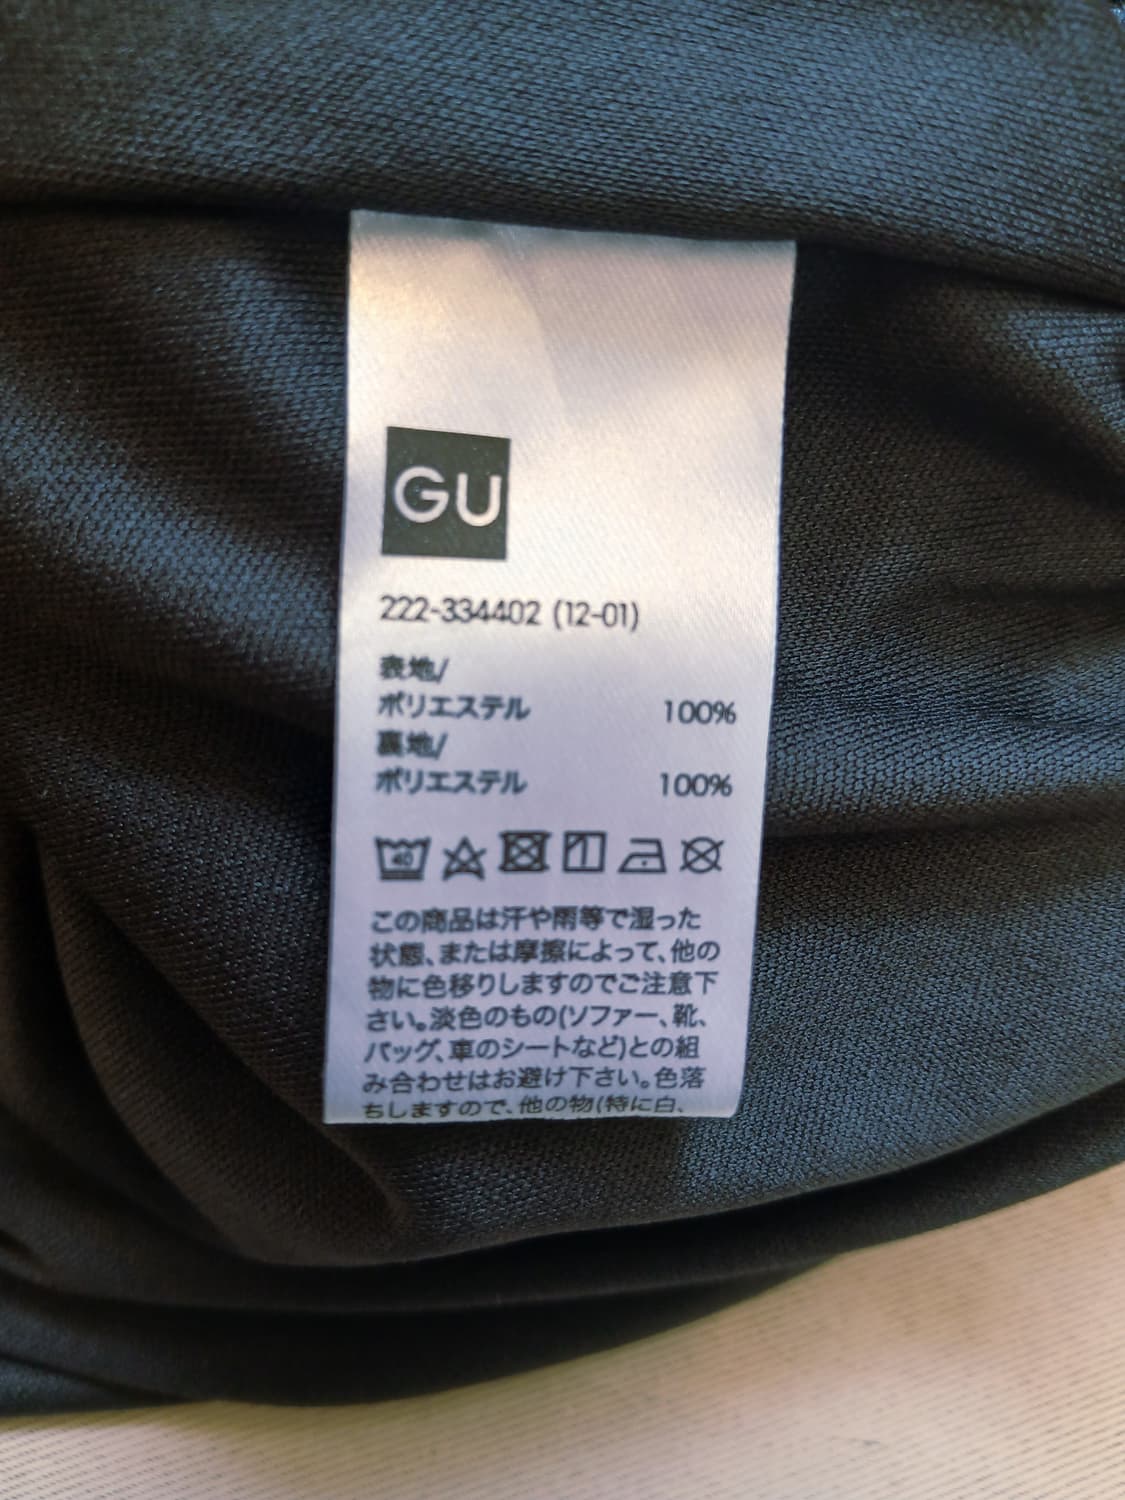 GU
222-334402 (12-01)
表地/
ポリエステル 100%
裏地/
ポリエステル 100%
40
この商品は汗や雨等で湿った
状態、または摩擦によって、他の
物に色移りしますのでご注意下
さい。淡色のもの(ソファー、靴、
バッグ、車のシートなど)との組
み合わせはお避け下さい。色落
ちしますので、他の物(特に白、